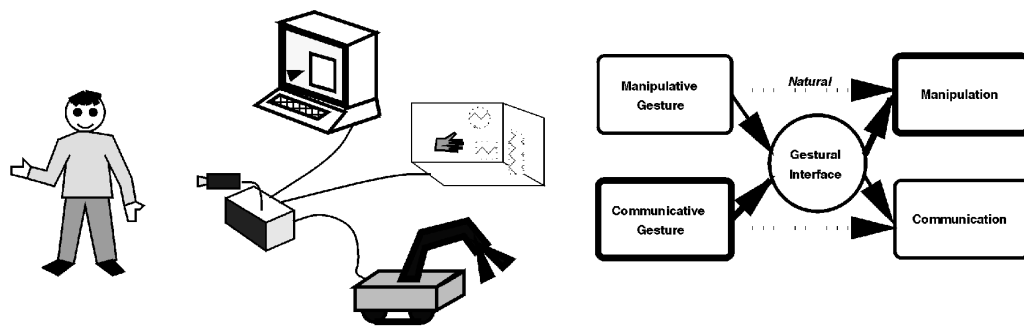 Manipulative
Gesture
Natural
Manipulation
Gestural
Interface
Communicative
Gesture
Communication